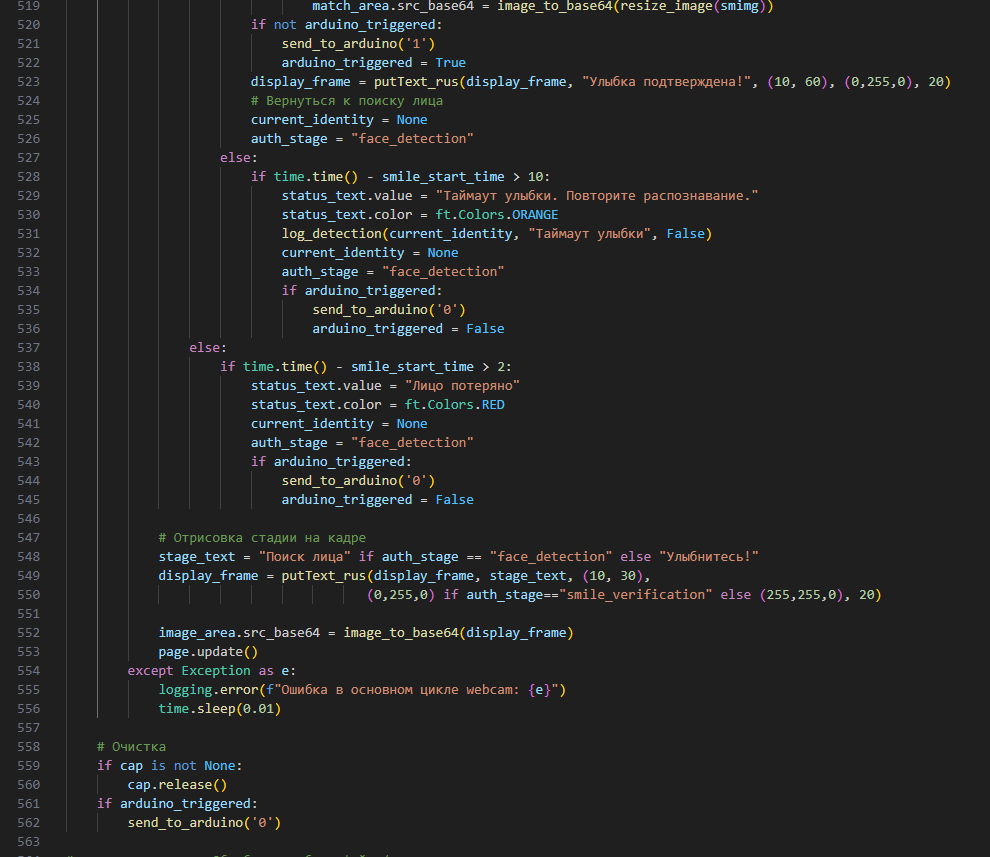 519 match_area.src_base64 = image_to_base64(resize_image(smimg))
520 if not arduino_triggered:
521 send_to_arduino('1')
522 arduino_triggered = True
523 display_frame = putText_rus(display_frame, "Улыбка подтверждена!", (10, 60), (0,255,0), 20)
524 # Вернуться к поиску лица
525 current_identity = None
526 auth_stage = "face_detection"
527 else:
528 if time.time() - smile_start_time > 10:
529 status_text.value = "Таймаут улыбки. Повторите распознавание."
530 status_text.color = ft.Colors.ORANGE
531 log_detection(current_identity, "Таймаут улыбки", False)
532 current_identity = None
533 auth_stage = "face_detection"
534 if arduino_triggered:
535 send_to_arduino('0')
536 arduino_triggered = False
537 else:
538 if time.time() - smile_start_time > 2:
539 status_text.value = "Лицо потеряно"
540 status_text.color = ft.Colors.RED
541 current_identity = None
542 auth_stage = "face_detection"
543 if arduino_triggered:
544 send_to_arduino('0')
545 arduino_triggered = False
546
547 # Отрисовка стадии на кадре
548 stage_text = "Поиск лица" if auth_stage == "face_detection" else "Улыбнитесь!"
549 display_frame = putText_rus(display_frame, stage_text, (10, 30),
550 (0,255,0) if auth_stage=="smile_verification" else (255,255,0), 20)
551
552 image_area.src_base64 = image_to_base64(display_frame)
553 page.update()
554 except Exception as e:
555 logging.error(f"Ошибка в основном цикле webcam: {e}")
556 time.sleep(0.01)
557
558 # Очистка
559 if cap is not None:
560 cap.release()
561 if arduino_triggered:
562 send_to_arduino('0')
563